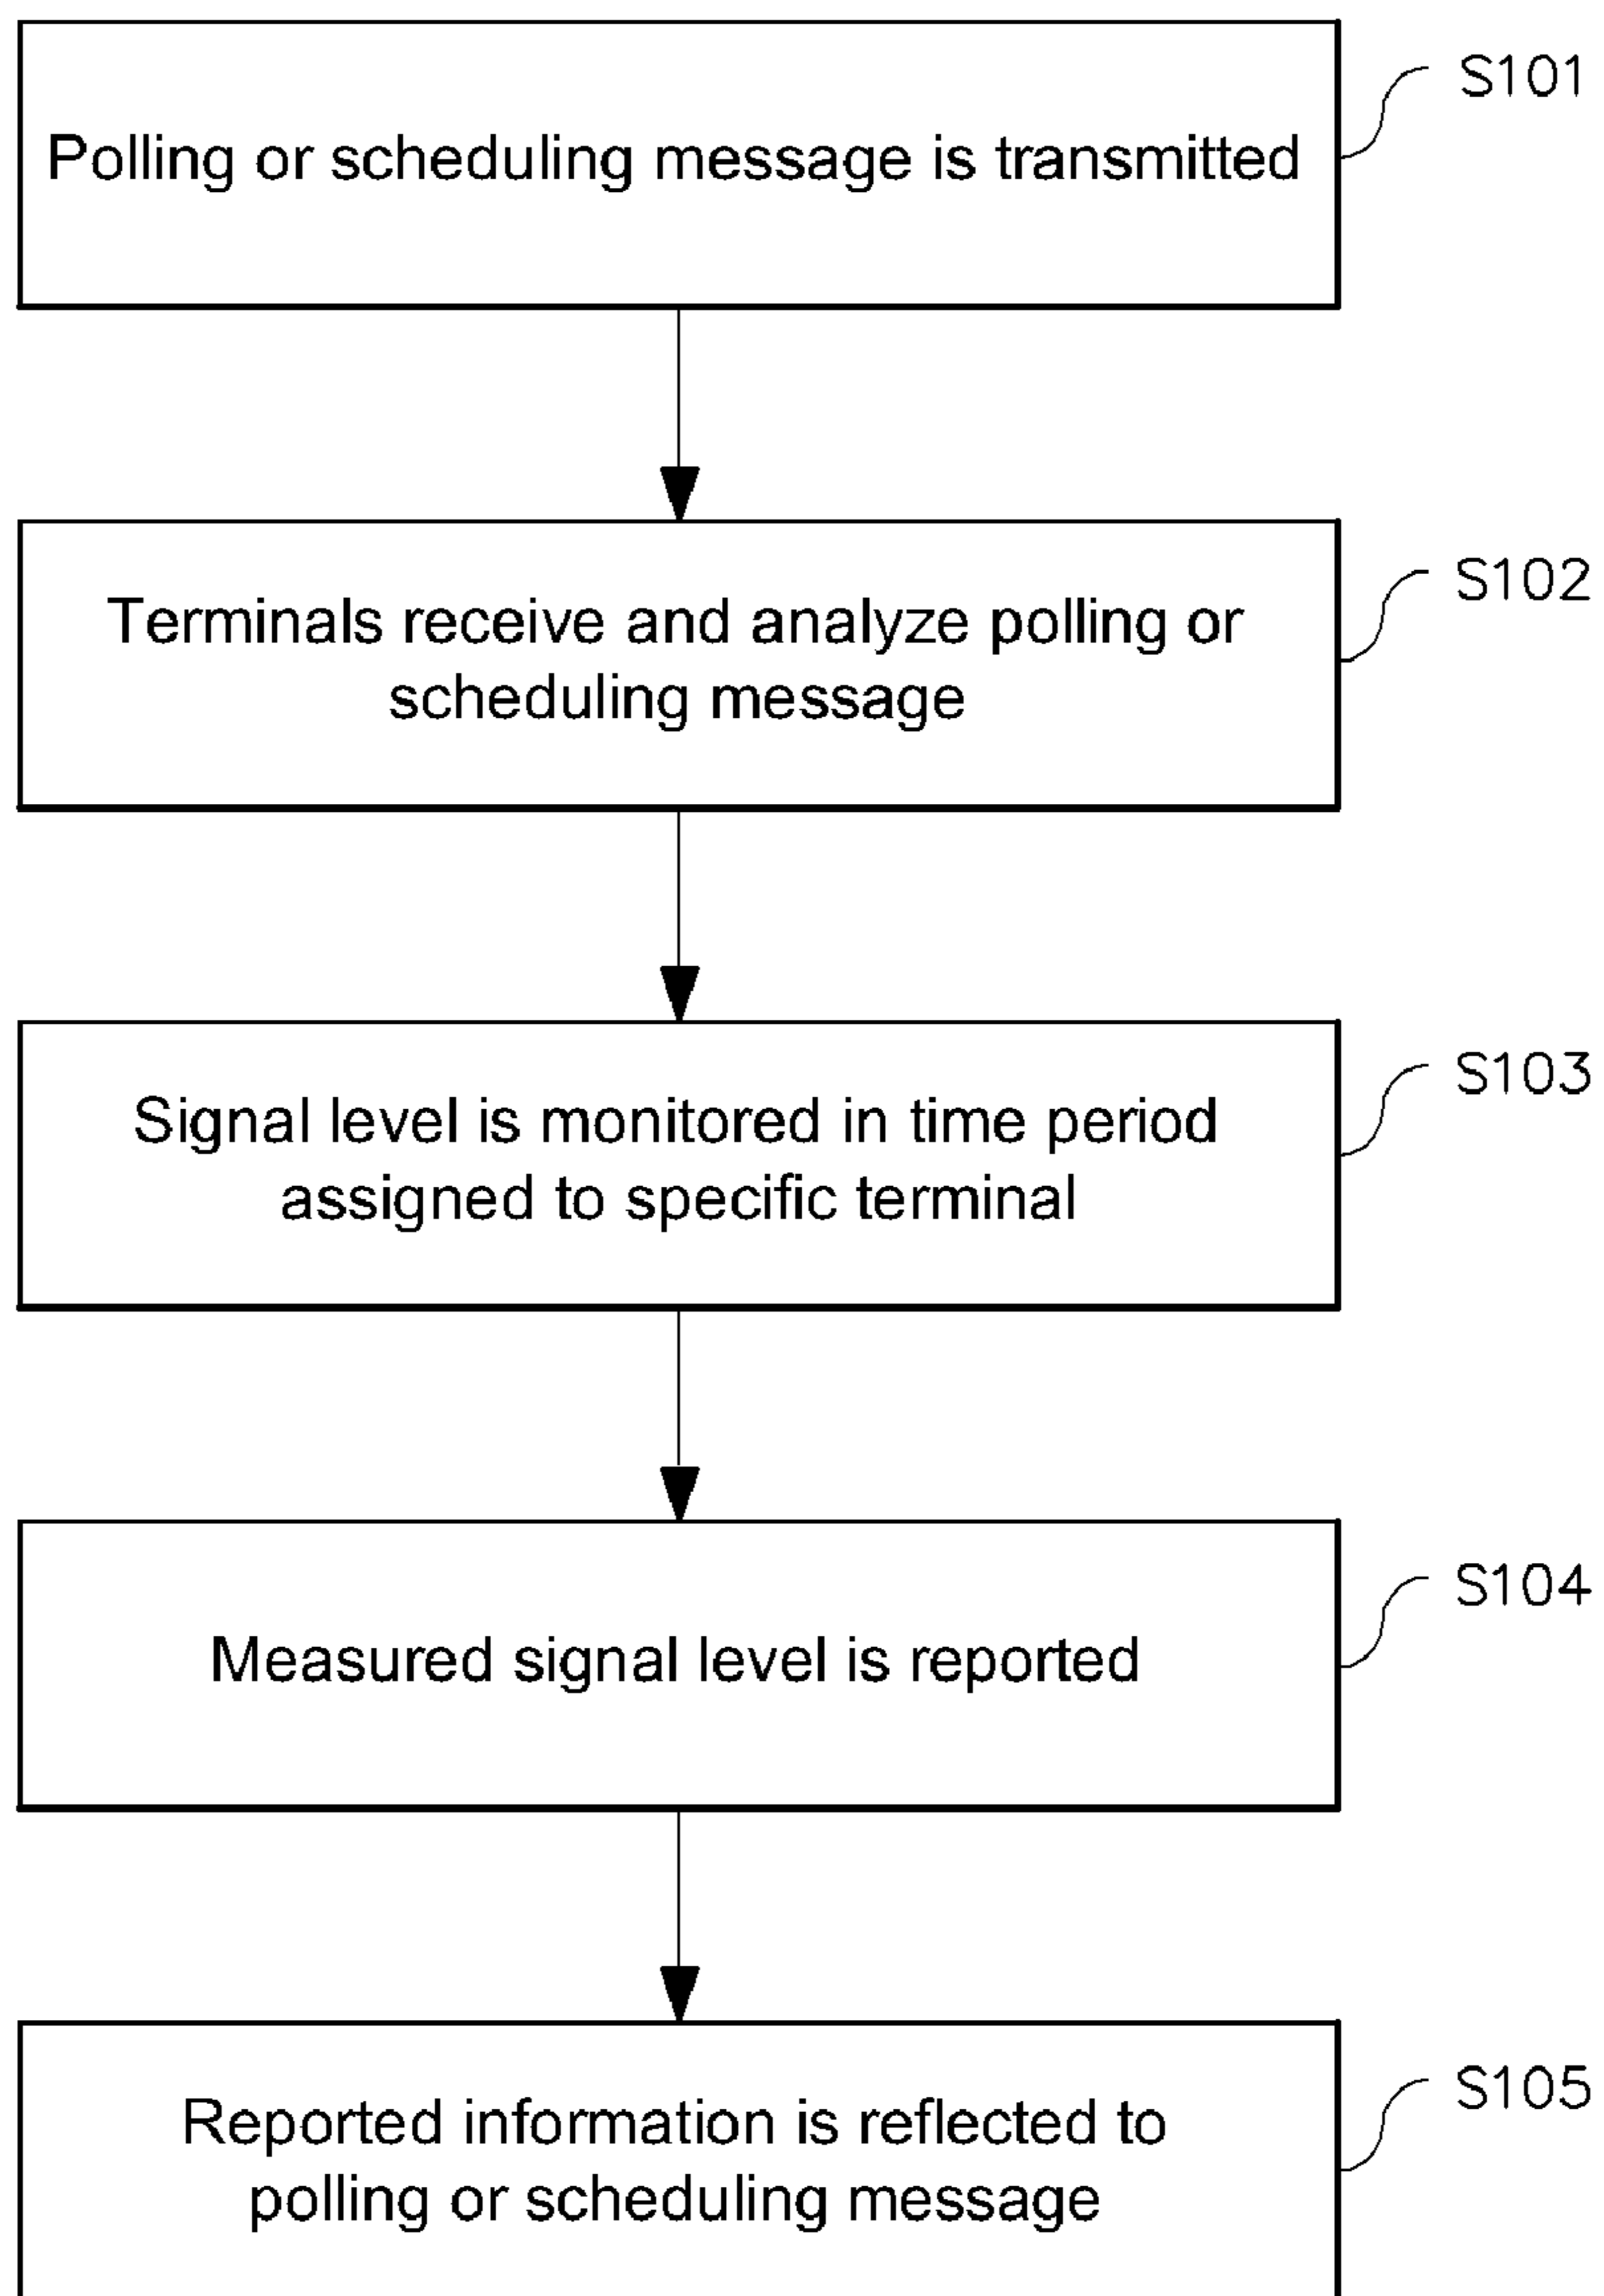 Polling or scheduling message is transmitted
S101
Terminals receive and analyze polling or
scheduling message
S102
Signal level is monitored in time period
assigned to specific terminal
S103
Measured signal level is reported
S104
Reported information is reflected to
polling or scheduling message
S105